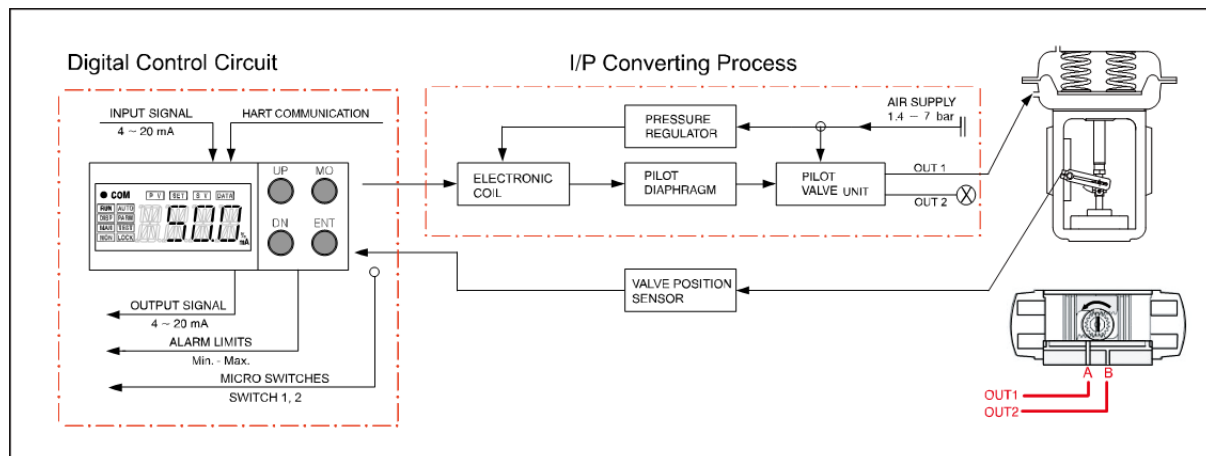 Digital Control Circuit
I/P Converting Process
INPUT SIGNAL
4 ~ 20 mA
HART COMMUNICATION
COM
P V SET S V DATA
RUN AUTO
DISP PARM
MAN TEST
MON LOCK
50.0
%
mA
UP MO
DN ENT
OUTPUT SIGNAL
4 ~ 20 mA
ALARM LIMITS
Min. - Max.
MICRO SWITCHES
SWITCH 1, 2
PRESSURE
REGULATOR
AIR SUPPLY
1.4 ~ 7 bar
ELECTRONIC
COIL
PILOT
DIAPHRAGM
PILOT
VALVE UNIT
OUT 1
OUT 2
VALVE POSITION
SENSOR
A B
OUT1
OUT2